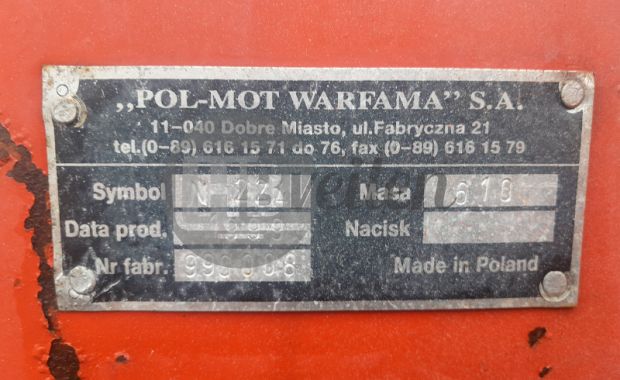 „POL-MOT WARFAMA” S.A.
11-040 Dobre Miasto, ul.Fabryczna 21
tel.(0-89) 616 15 71 do 76, fax (0-89) 616 15 79
Symbol Masa 610
Data prod. Nacisk
Nr fabr. Made in Poland